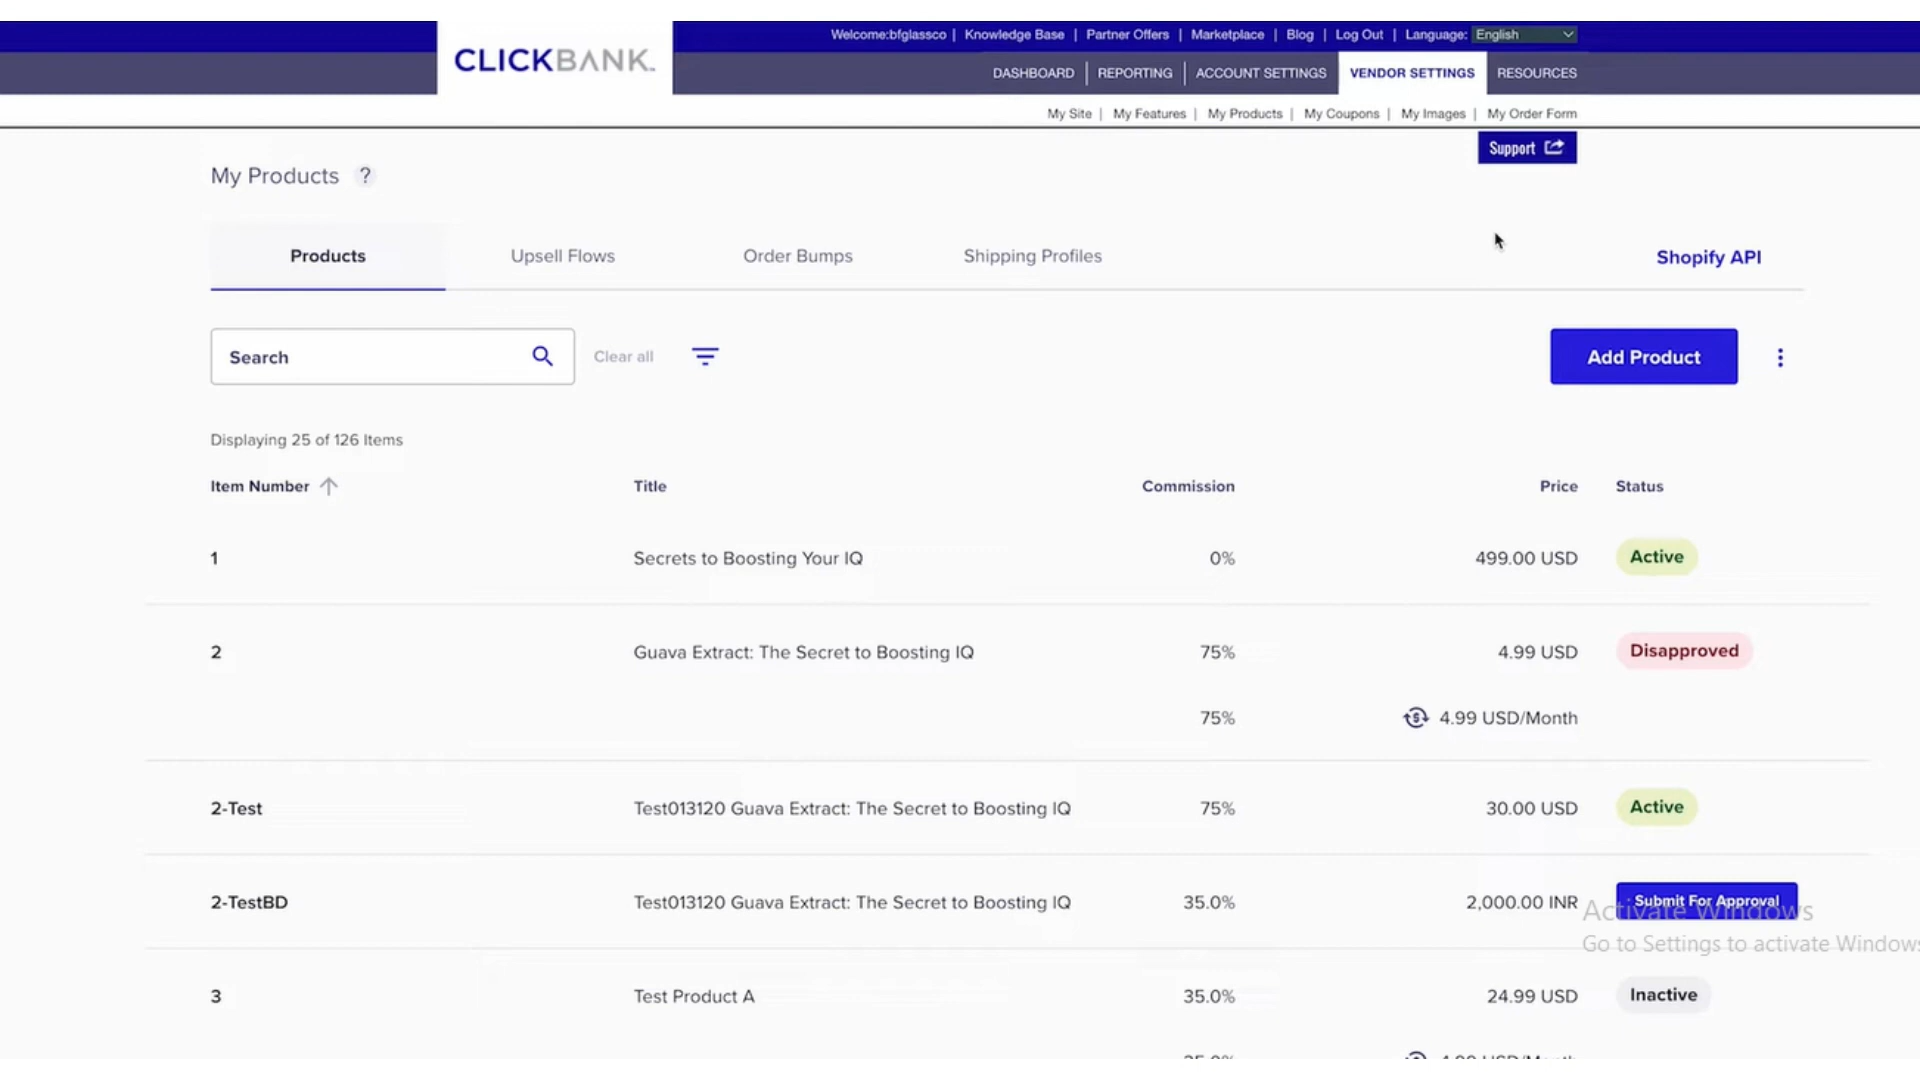 Welcome:bfglassco | Knowledge Base | Partner Offers | Marketplace | Blog | Log Out | Language: English
CLICKBANK.
DASHBOARD | REPORTING | ACCOUNT SETTINGS VENDOR SETTINGS RESOURCES
My Site | My Features | My Products | My Coupons | My Images | My Order Form
Support
My Products ?
Products Upsell Flows Order Bumps Shipping Profiles Shopify API
Search Clear all Add Product
Displaying 25 of 126 Items
Item Number Title Commission Price Status
1 Secrets to Boosting Your IQ 0% 499.00 USD Active
2 Guava Extract: The Secret to Boosting IQ 75% 4.99 USD Disapproved
75% 4.99 USD/Month
2-Test Test013120 Guava Extract: The Secret to Boosting IQ 75% 30.00 USD Active
2-TestBD Test013120 Guava Extract: The Secret to Boosting IQ 35.0% 2,000.00 INR Submit For Approval
Activate Windows
Go to Settings to activate Windows
3 Test Product A 35.0% 24.99 USD Inactive